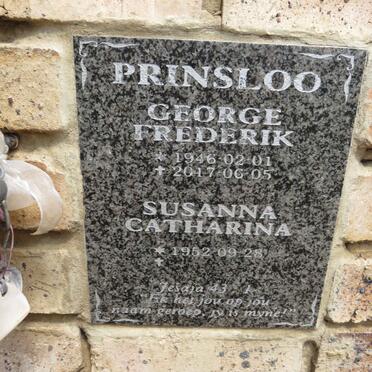 PRINSLOO
GEORGE
FREDERIK
* 1946-02-01
✝ 2017-06-05
SUSANNA
CATHARINA
* 1952-09-28
✝
Jesaja 43 : 1
"Ek het jou op jou
naam geroep, jy is myne!"